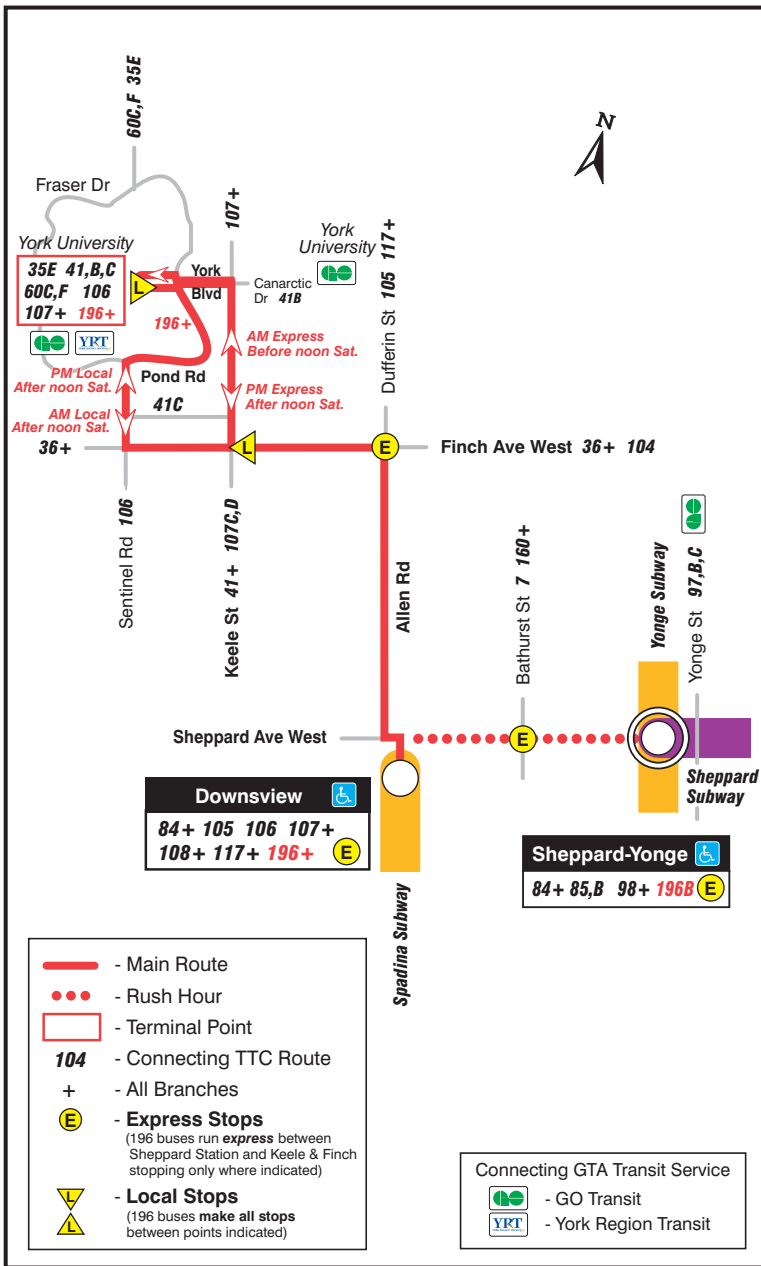 N
60C,F 35E
Fraser Dr
107+
York University
35E 41,B,C
60C,F 106
107+ 196+
YRT
L
York
Blvd
196+
Canarctic
Dr 41B
York
University
Dufferin St 105 117+
AM Express
Before noon Sat.
PM Express
After noon Sat.
PM Local
After noon Sat.
AM Local
After noon Sat.
Pond Rd
41C
36+
L
E
Finch Ave West 36+ 104
Sentinel Rd 106
Keele St 41+ 107C,D
Allen Rd
Bathurst St 7 160+
Yonge Subway
Yonge St 97,B,C
Sheppard Ave West
E
Sheppard
Subway
Downsview
84+ 105 106 107+
108+ 117+ 196+ E
Spadina Subway
Sheppard-Yonge
84+ 85,B 98+ 196B E
- Main Route
- Rush Hour
- Terminal Point
104 - Connecting TTC Route
+ - All Branches
E - Express Stops
(196 buses run express between
Sheppard Station and Keele & Finch
stopping only where indicated)
L - Local Stops
L (196 buses make all stops
between points indicated)
Connecting GTA Transit Service
- GO Transit
YRT - York Region Transit